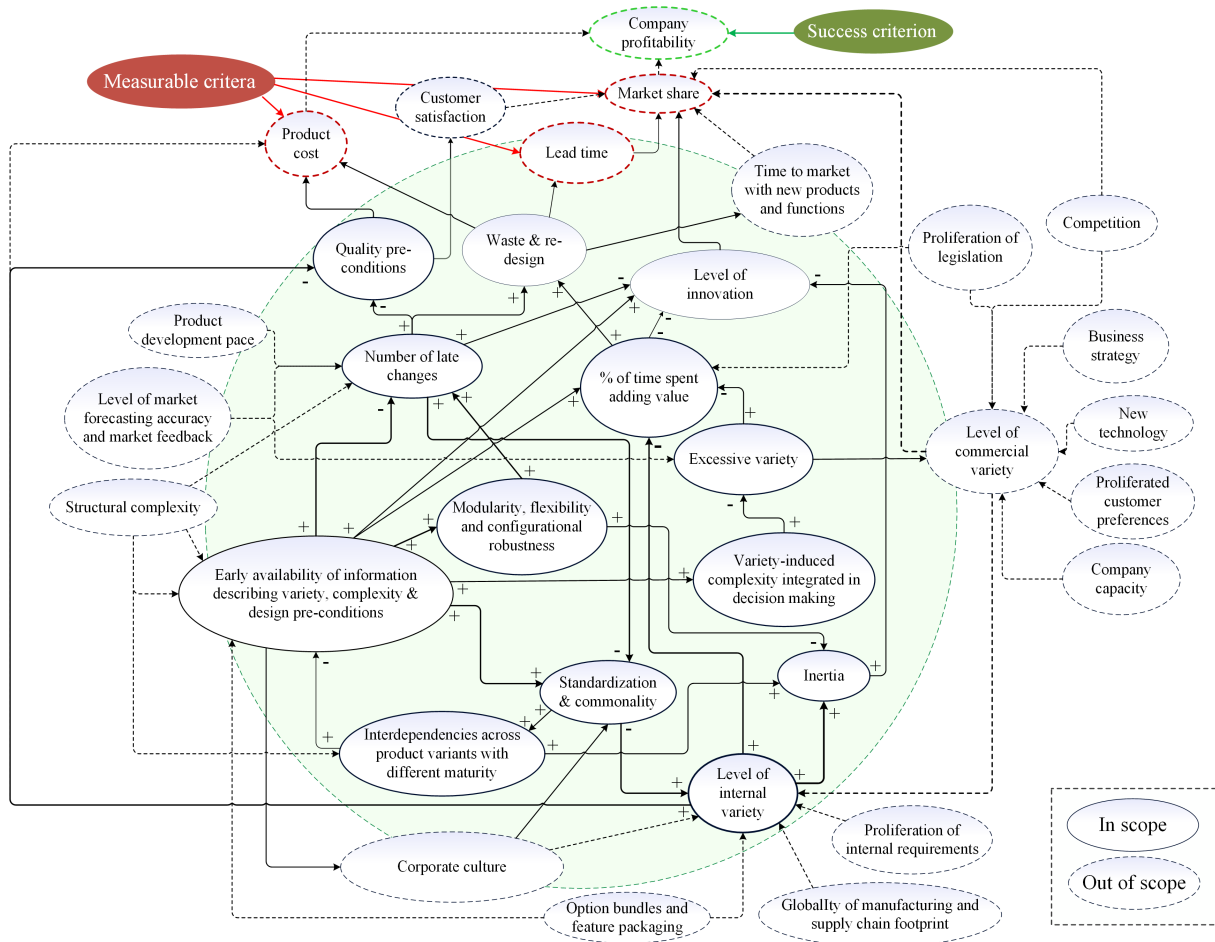 Company
profitability
Success criterion
Measurable critera
Customer
satisfaction
Market share
Product
cost
Lead time
Time to market
with new products
and functions
Competition
Quality pre-
conditions
Waste & re-
design
Proliferation of
legislation
Level of
innovation
Product
development pace
Number of late
changes
% of time spent
adding value
Business
strategy
Level of market
forecasting accuracy
and market feedback
New
technology
Level of
commercial
variety
Excessive variety
Structural complexity
Modularity, flexibility
and configurational
robustness
Proliferated
customer
preferences
Early availability of information
describing variety, complexity &
design pre-conditions
Variety-induced
complexity integrated in
decision making
Company
capacity
Standardization
& commonality
Inertia
Interdependencies across
product variants with
different maturity
Level of
internal
variety
Proliferation of
internal requirements
Corporate culture
Option bundles and
feature packaging
Globallty of manufacturing and
supply chain footprint
In scope
Out of scope